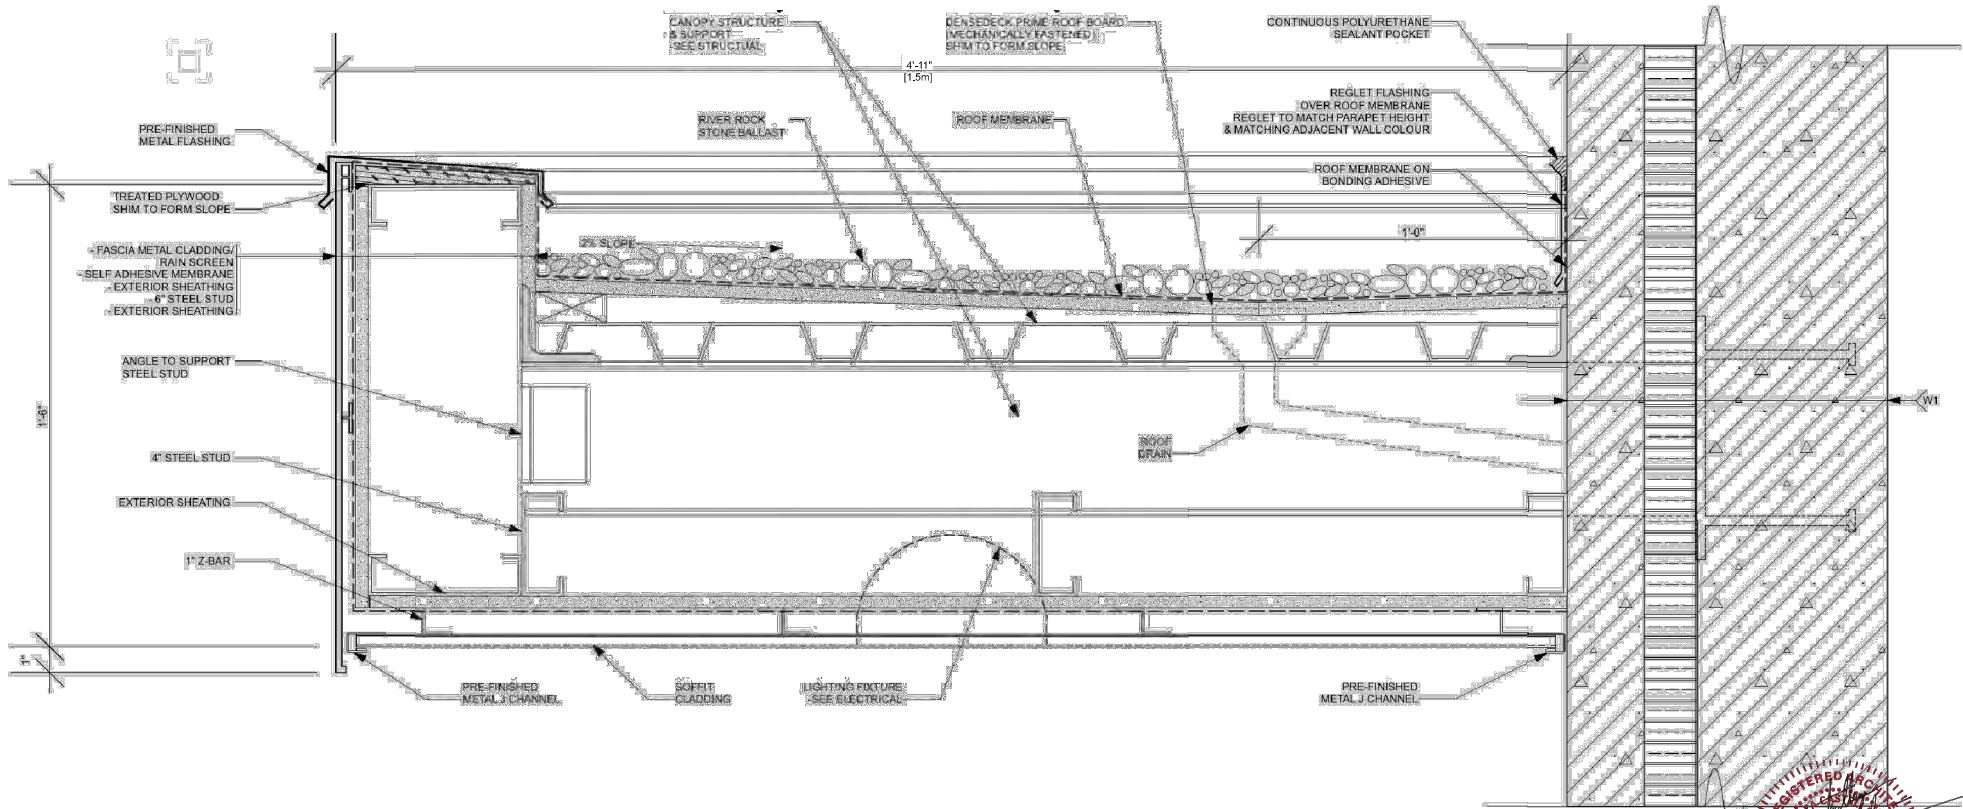 CANOPY STRUCTURE
& SUPPORT
-SEE STRUCTUAL
DENSEDECK PRIME ROOF BOARD
(MECHANICALLY FASTENED)
SHIM TO FORM SLOPE
CONTINUOUS POLYURETHANE
SEALANT POCKET
4'-11"
[1.5m]
REGLET FLASHING
OVER ROOF MEMBRANE
REGLET TO MATCH PARAPET HEIGHT
& MATCHING ADJACENT WALL COLOUR
RIVER ROCK
STONE BALLAST
ROOF MEMBRANE
PRE-FINISHED
METAL FLASHING
ROOF MEMBRANE ON
BONDING ADHESIVE
TREATED PLYWOOD
SHIM TO FORM SLOPE
2% SLOPE
1'-0"
- FASCIA METAL CLADDING/
RAIN SCREEN
- SELF ADHESIVE MEMBRANE
- EXTERIOR SHEATHING
- 6" STEEL STUD
- EXTERIOR SHEATHING
ANGLE TO SUPPORT
STEEL STUD
1'-6"
W1
ROOF
DRAIN
4" STEEL STUD
EXTERIOR SHEATING
1" Z-BAR
1"
PRE-FINISHED
METAL J CHANNEL
SOFFIT
CLADDING
LIGHTING FIXTURE
-SEE ELECTRICAL
PRE-FINISHED
METAL J CHANNEL